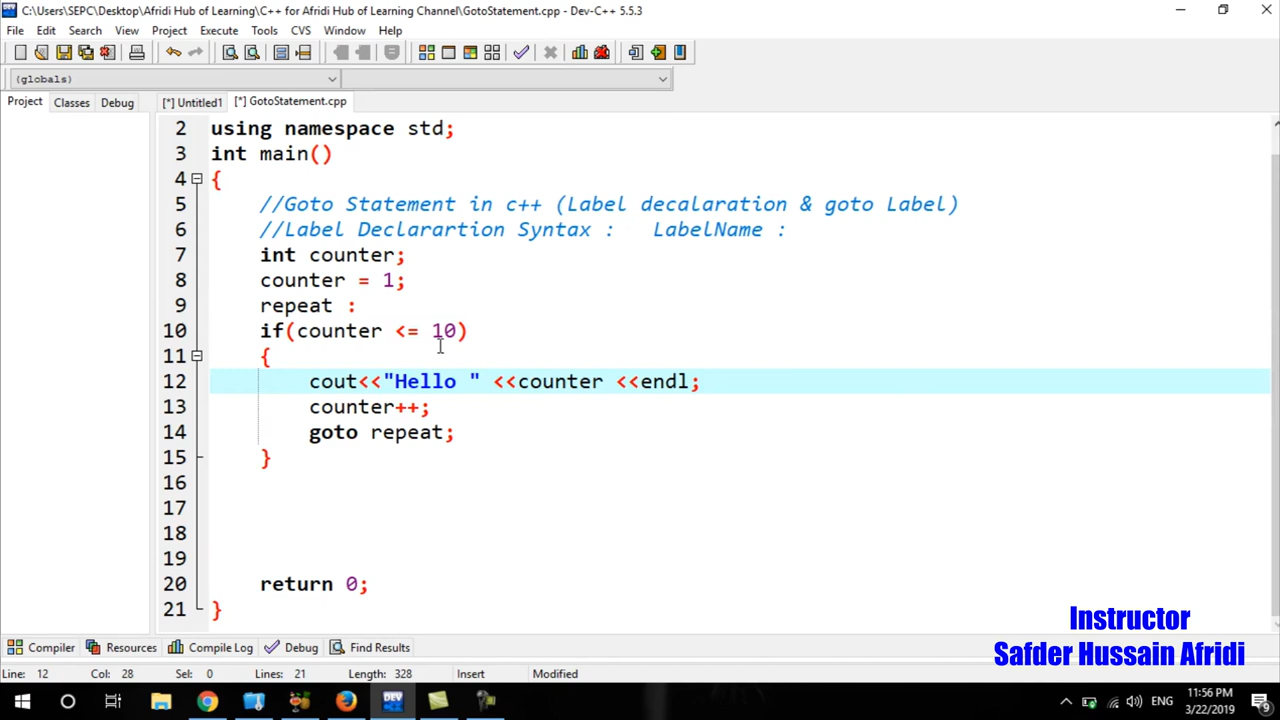 C:\Users\SEPC\Desktop\Afridi Hub of Learning\C++ for Afridi Hub of Learning Channel\GotoStatement.cpp - Dev-C++ 5.5.3
File Edit Search View Project Execute Tools CVS Window Help
(globals)
Project Classes Debug [*] Untitled1 [*] GotoStatement.cpp
2 using namespace std;
3 int main()
4 {
5 //Goto Statement in c++ (Label decalaration & goto Label)
6 //Label Declarartion Syntax : LabelName :
7 int counter;
8 counter = 1;
9 repeat :
10 if(counter <= 10)
11 {
12 cout<<"Hello " <<counter <<endl;
13 counter++;
14 goto repeat;
15 }
16
17
18
19
20 return 0;
21 }
Instructor
Safder Hussain Afridi
Compiler Resources Compile Log Debug Find Results
Line: 12 Col: 28 Sel: 0 Lines: 21 Length: 328 Insert Modified
DEV
ENG
11:56 PM
3/22/2019
9